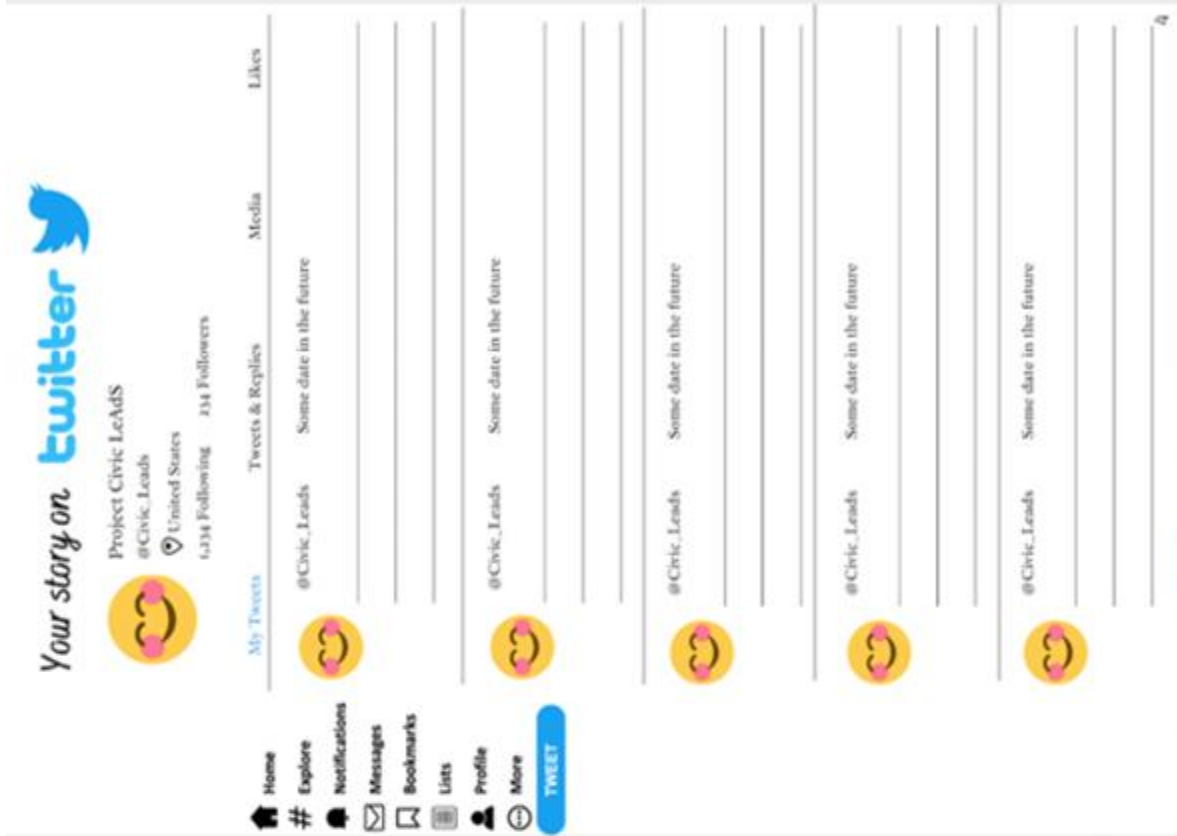 Your story on twitter
Project Civic LeAdS
@Civic_Leads
United States
1,234 Following 234 Followers
My Tweets Tweets & Replies Media Likes
Home
# Explore
Notifications
Messages
Bookmarks
Lists
Profile
More
TWEET
@Civic_Leads Some date in the future
@Civic_Leads Some date in the future
@Civic_Leads Some date in the future
@Civic_Leads Some date in the future
@Civic_Leads Some date in the future